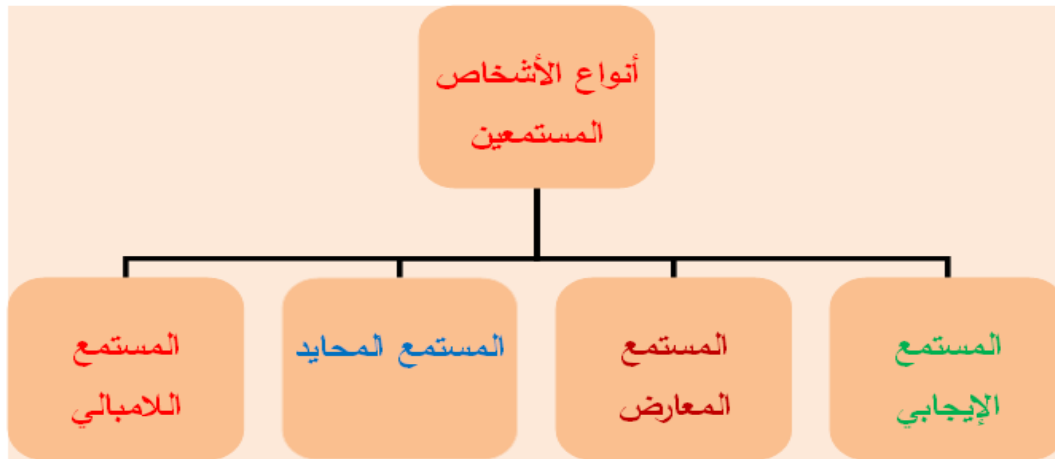 أنواع الأشخاص
المستمعين
المستمع
الإيجابي
المستمع
المعارض
المستمع المحايد
المستمع
اللامبالي